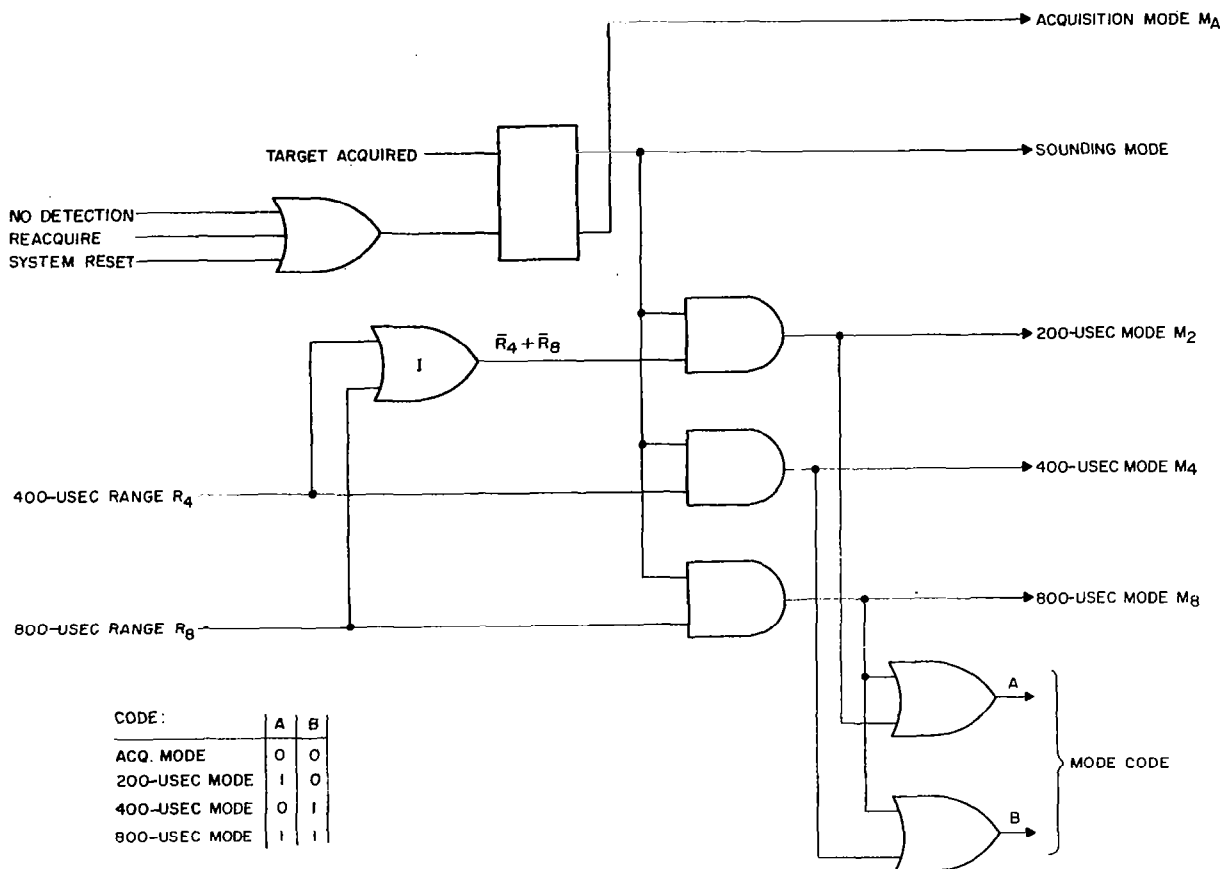 ACQUISITION MODE MA
TARGET ACQUIRED
SOUNDING MODE
NO DETECTION
REACQUIRE
SYSTEM RESET
I
R̄4 + R̄8
200-USEC MODE M2
400-USEC RANGE R4
400-USEC MODE M4
800-USEC RANGE R8
800-USEC MODE M8
A
B
MODE CODE
CODE: A B
ACQ. MODE 0 0
200-USEC MODE 1 0
400-USEC MODE 0 1
800-USEC MODE 1 1